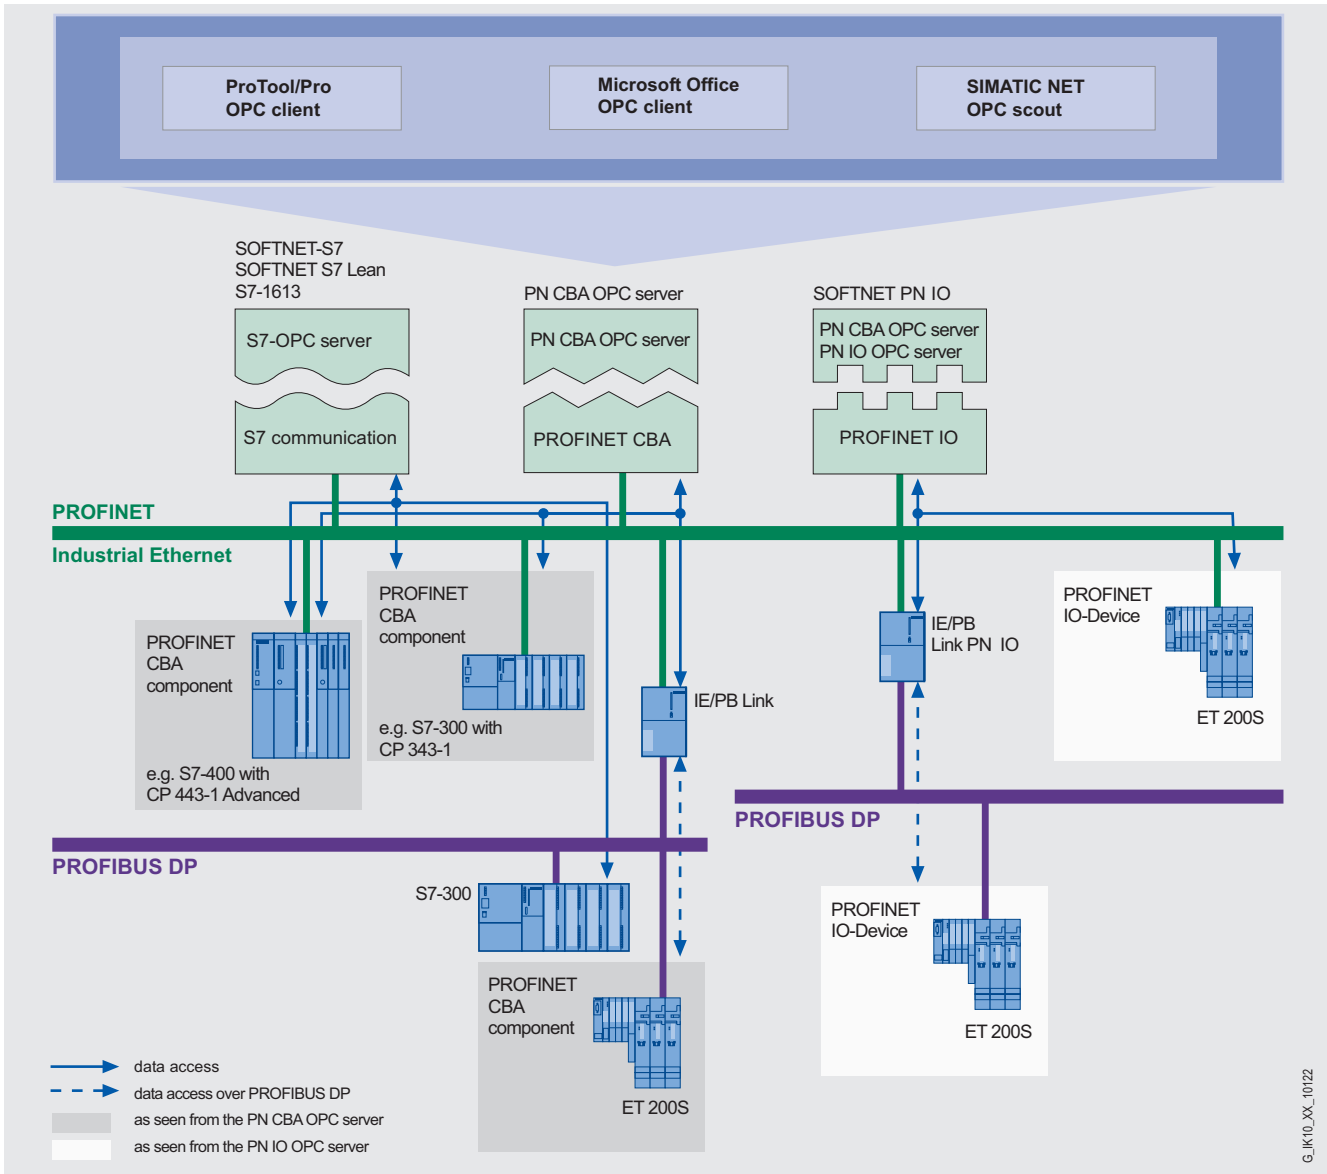 ProTool/Pro
OPC client
Microsoft Office
OPC client
SIMATIC NET
OPC scout
SOFTNET-S7
SOFTNET S7 Lean
S7-1613
PN CBA OPC server
SOFTNET PN IO
S7-OPC server
PN CBA OPC server
PN CBA OPC server
PN IO OPC server
S7 communication
PROFINET CBA
PROFINET IO
PROFINET
Industrial Ethernet
PROFINET
CBA
component
e.g. S7-400 with
CP 443-1 Advanced
PROFINET
CBA
component
e.g. S7-300 with
CP 343-1
IE/PB Link
IE/PB
Link PN IO
PROFINET
IO-Device
ET 200S
PROFIBUS DP
PROFIBUS DP
S7-300
PROFINET
CBA
component
ET 200S
PROFINET
IO-Device
ET 200S
data access
data access over PROFIBUS DP
as seen from the PN CBA OPC server
as seen from the PN IO OPC server
G_IK10_XX_10122